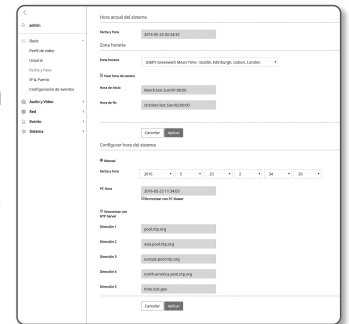 admin
Basic
Perfil de vídeo
Usuario
Fecha y hora
IP & Puerto
Configuración de eventos
Audio y Vídeo
Red
Evento
Sistema
Hora actual del sistema
Fecha y hora 2016-05-23 02:34:33
Zona horaria
Zona horaria (GMT) Greenwich Mean Time : Dublin, Edinburgh, Lisbon, London
Usar hora de verano
Hora de inicio March.last.Sun/01:00:00
Hora de fin October.last.Sun/02:00:00
Cancelar Aplicar
Configurar hora del sistema
Manual
Fecha y hora 2016 5 23 2 34 26
PC Hora 2016-05-23 11:34:03
Sincronizar con PC Viewer
Sincronizar con
NTP Server
Dirección 1 pool.ntp.org
Dirección 2 asia.pool.ntp.org
Dirección 3 europe.pool.ntp.org
Dirección 4 north-america.pool.ntp.org
Dirección 5 time.nist.gov
Cancelar Aplicar